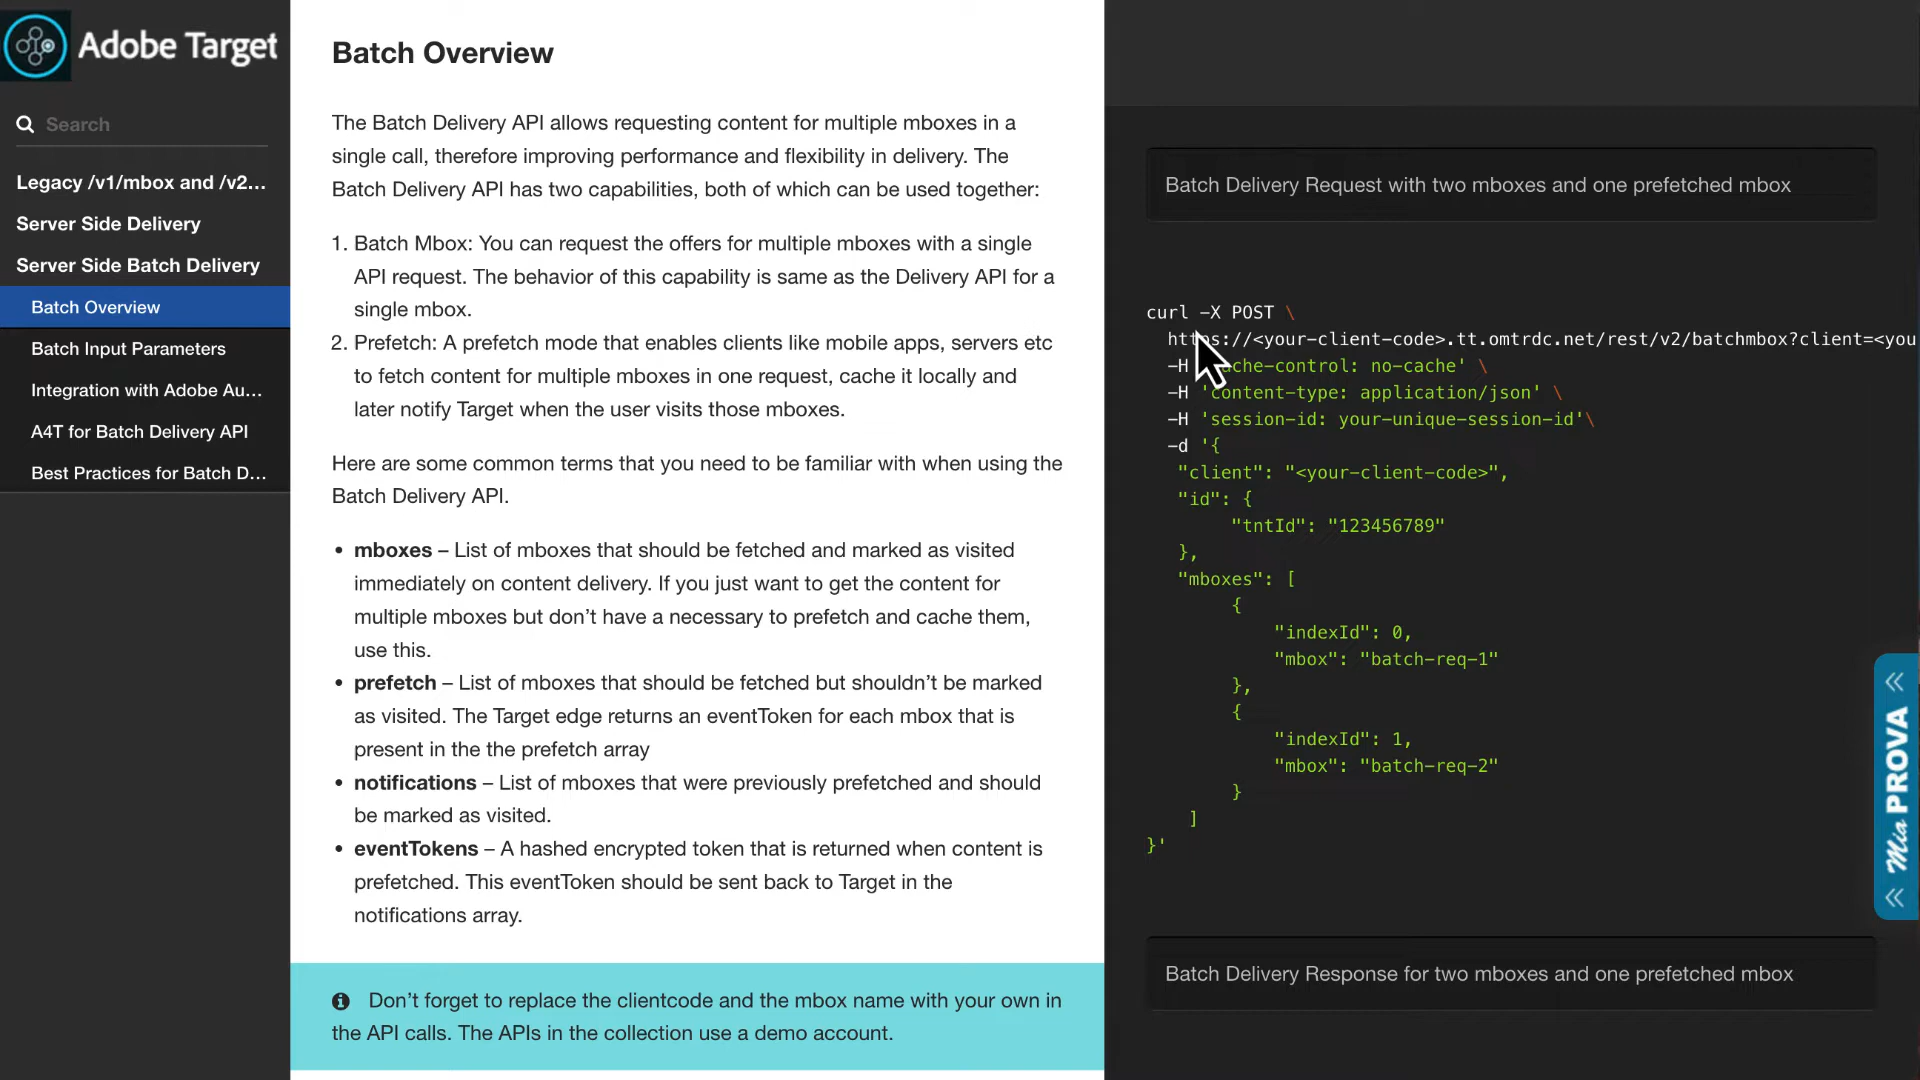 Adobe Target
Search
Legacy /v1/mbox and /v2...
Server Side Delivery
Server Side Batch Delivery
Batch Overview
Batch Input Parameters
Integration with Adobe Au...
A4T for Batch Delivery API
Best Practices for Batch D...
Batch Overview
The Batch Delivery API allows requesting content for multiple mboxes in a
single call, therefore improving performance and flexibility in delivery. The
Batch Delivery API has two capabilities, both of which can be used together:
1. Batch Mbox: You can request the offers for multiple mboxes with a single
API request. The behavior of this capability is same as the Delivery API for a
single mbox.
2. Prefetch: A prefetch mode that enables clients like mobile apps, servers etc
to fetch content for multiple mboxes in one request, cache it locally and
later notify Target when the user visits those mboxes.
Here are some common terms that you need to be familiar with when using the
Batch Delivery API.
• mboxes – List of mboxes that should be fetched and marked as visited
immediately on content delivery. If you just want to get the content for
multiple mboxes but don’t have a necessary to prefetch and cache them,
use this.
• prefetch – List of mboxes that should be fetched but shouldn’t be marked
as visited. The Target edge returns an eventToken for each mbox that is
present in the the prefetch array
• notifications – List of mboxes that were previously prefetched and should
be marked as visited.
• eventTokens – A hashed encrypted token that is returned when content is
prefetched. This eventToken should be sent back to Target in the
notifications array.
Don’t forget to replace the clientcode and the mbox name with your own in
the API calls. The APIs in the collection use a demo account.
Batch Delivery Request with two mboxes and one prefetched mbox
curl -X POST \
https://<your-client-code>.tt.omtrdc.net/rest/v2/batchmbox?client=<you
-H che-control: no-cache' \
-H 'content-type: application/json' \
-H 'session-id: your-unique-session-id'\
-d '{
"client": "<your-client-code>",
"id": {
"tntId": "123456789"
},
"mboxes": [
{
"indexId": 0,
"mbox": "batch-req-1"
},
{
"indexId": 1,
"mbox": "batch-req-2"
}
]
}'
Batch Delivery Response for two mboxes and one prefetched mbox
Mia PROVA